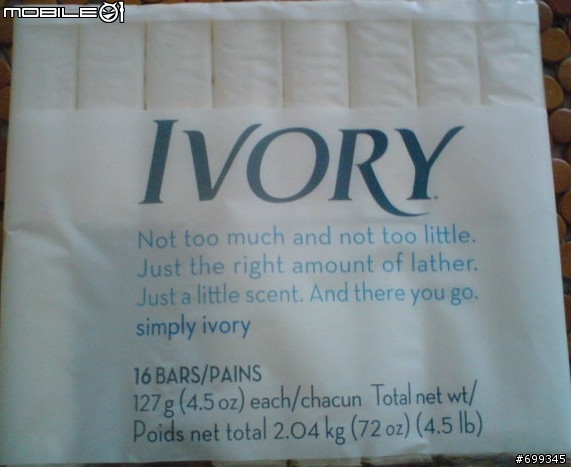 MOBILE01
IVORY
Not too much and not too little.
Just the right amount of lather.
Just a little scent. And there you go.
simply ivory
16 BARS/PAINS
127 g (4.5 oz) each/chacun Total net wt/
Poids net total 2.04 kg (72 oz) (4.5 lb)
#699345